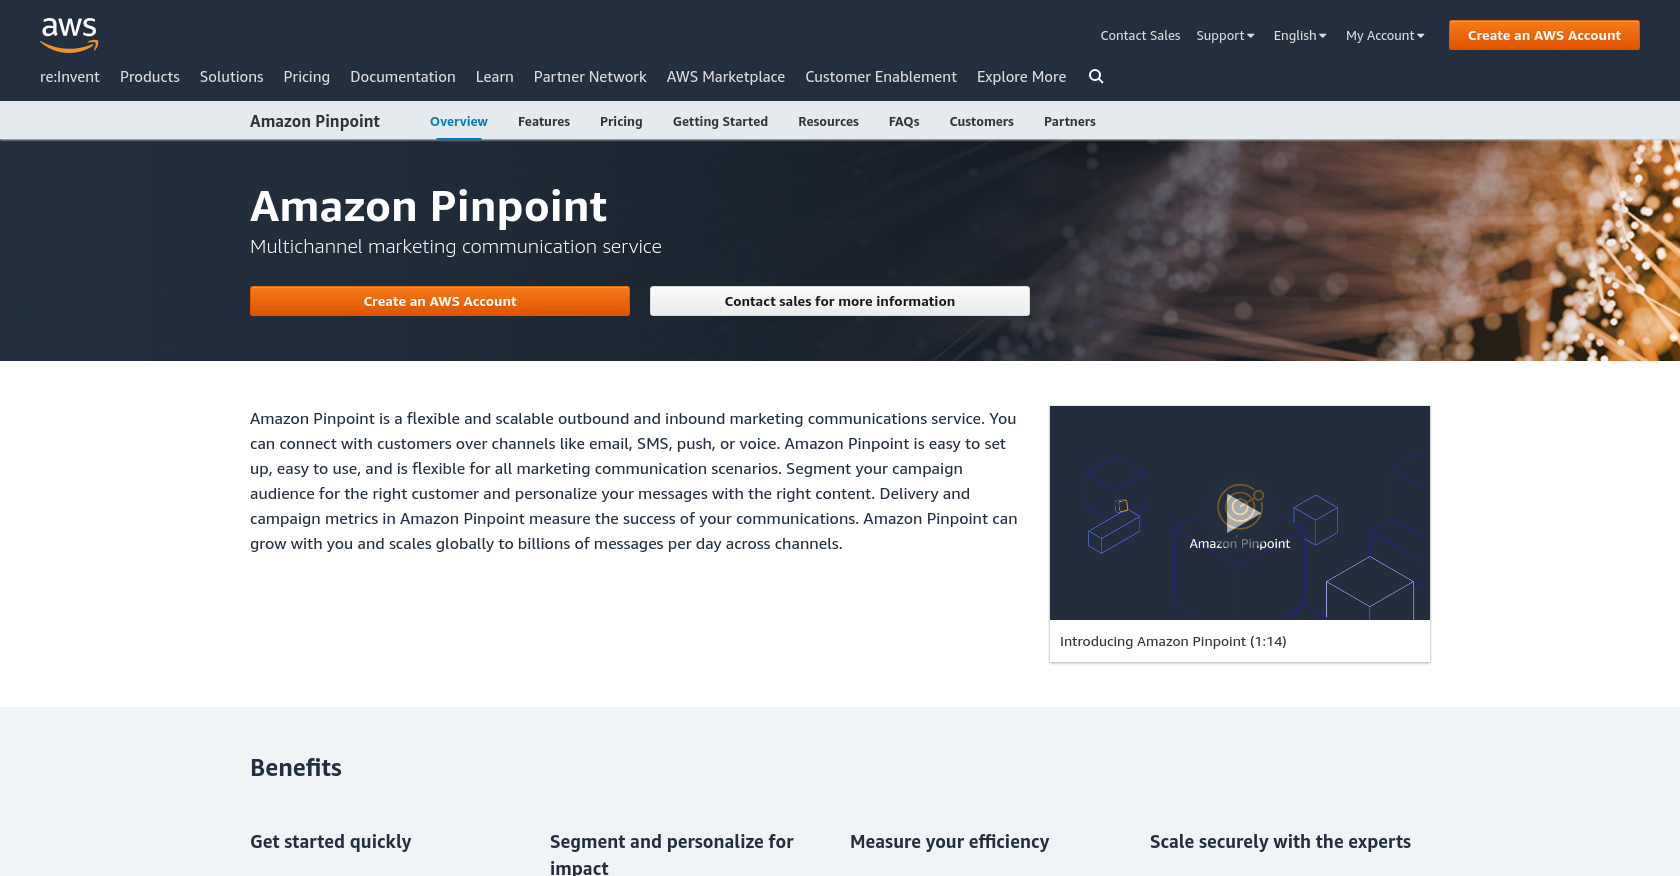 aws
Contact Sales Support English My Account Create an AWS Account
re:Invent Products Solutions Pricing Documentation Learn Partner Network AWS Marketplace Customer Enablement Explore More
Amazon Pinpoint Overview Features Pricing Getting Started Resources FAQs Customers Partners
Amazon Pinpoint
Multichannel marketing communication service
Create an AWS Account Contact sales for more information
Amazon Pinpoint is a flexible and scalable outbound and inbound marketing communications service. You
can connect with customers over channels like email, SMS, push, or voice. Amazon Pinpoint is easy to set
up, easy to use, and is flexible for all marketing communication scenarios. Segment your campaign
audience for the right customer and personalize your messages with the right content. Delivery and
campaign metrics in Amazon Pinpoint measure the success of your communications. Amazon Pinpoint can
grow with you and scales globally to billions of messages per day across channels.
Amazon Pinpoint
Introducing Amazon Pinpoint (1:14)
Benefits
Get started quickly
Segment and personalize for
impact
Measure your efficiency
Scale securely with the experts